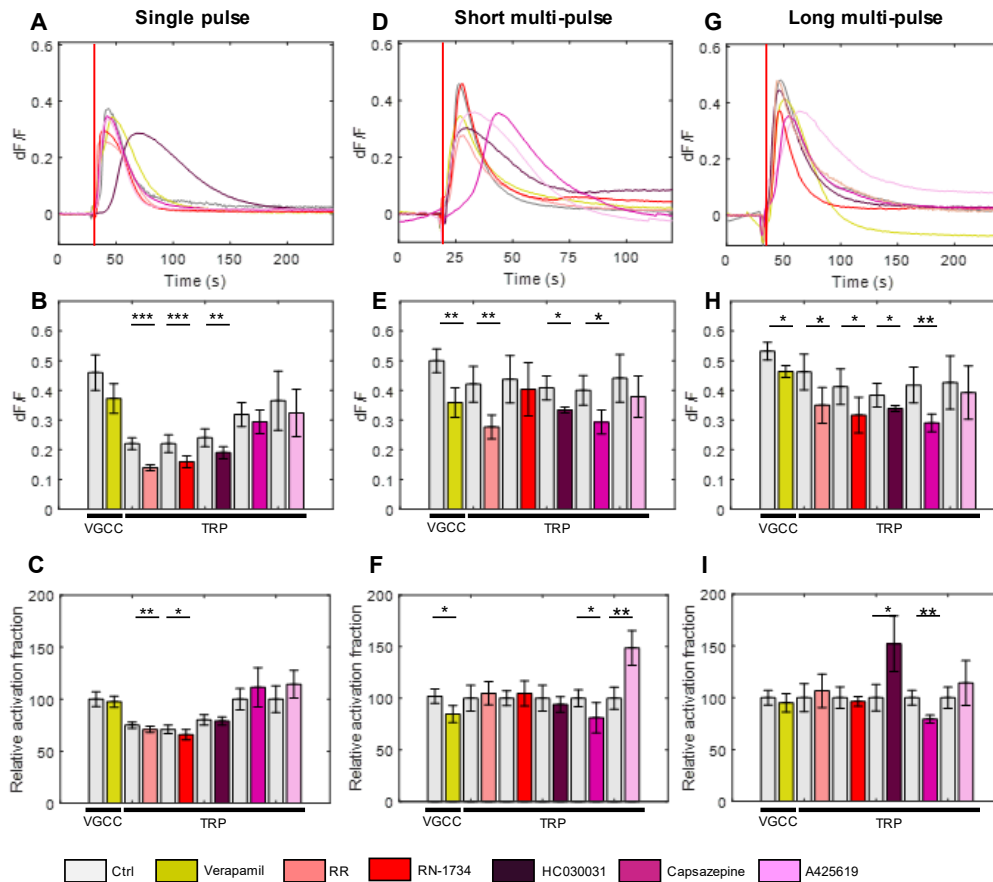 A Single pulse D Short multi-pulse G Long multi-pulse
0.6 0.6 0.6
0.4 0.4 0.4
dF/F dF/F dF/F
0.2 0.2 0.2
0 0 0
0 50 100 150 200 0 25 50 75 100 0 50 100 150 200
Time (s) Time (s) Time (s)
B E H
0.6 0.6 0.6
*** *** ** ** ** * * * * * * **
0.5 0.5 0.5
0.4 0.4 0.4
dF/F dF/F dF/F
0.3 0.3 0.3
0.2 0.2 0.2
0.1 0.1 0.1
0 0 0
VGCC TRP VGCC TRP VGCC TRP
C F I
200 200 200
** * * * ** * **
150 150 150
Relative activation fraction Relative activation fraction Relative activation fraction
100 100 100
50 50 50
0 0 0
VGCC TRP VGCC TRP VGCC TRP
Ctrl Verapamil RR RN-1734 HC030031 Capsazepine A425619